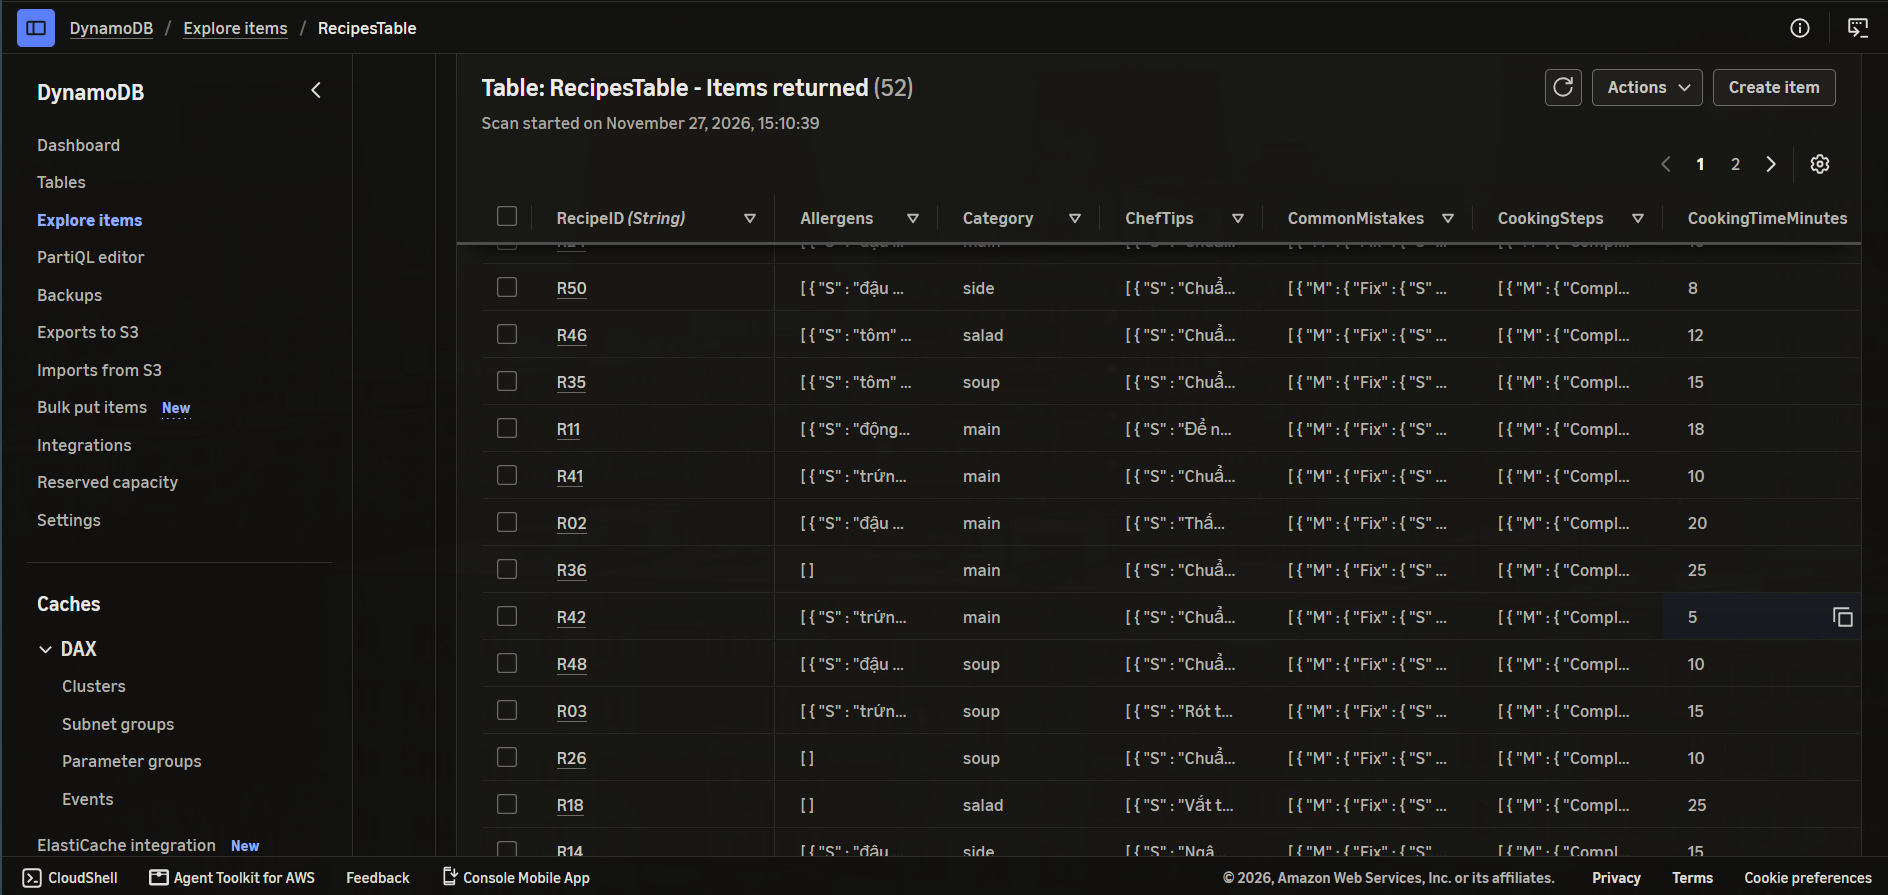 DynamoDB / Explore items / RecipesTable
DynamoDB
Dashboard
Tables
Explore items
PartiQL editor
Backups
Exports to S3
Imports from S3
Bulk put items New
Integrations
Reserved capacity
Settings
Caches
DAX
Clusters
Subnet groups
Parameter groups
Events
ElastiCache integration New
Table: RecipesTable - Items returned (52)
Scan started on November 27, 2026, 15:10:39
Actions Create item
1 2
RecipeID (String) Allergens Category ChefTips CommonMistakes CookingSteps CookingTimeMinutes
R50 [ { "S" : "đậu ... side [ { "S" : "Chuẩ... [ { "M" : { "Fix" : { "S" ... [ { "M" : { "Compl... 8
R46 [ { "S" : "tôm" ... salad [ { "S" : "Chuẩ... [ { "M" : { "Fix" : { "S" ... [ { "M" : { "Compl... 12
R35 [ { "S" : "tôm" ... soup [ { "S" : "Chuẩ... [ { "M" : { "Fix" : { "S" ... [ { "M" : { "Compl... 15
R11 [ { "S" : "động... main [ { "S" : "Để n... [ { "M" : { "Fix" : { "S" ... [ { "M" : { "Compl... 18
R41 [ { "S" : "trứn... main [ { "S" : "Chuẩ... [ { "M" : { "Fix" : { "S" ... [ { "M" : { "Compl... 10
R02 [ { "S" : "đậu ... main [ { "S" : "Thấ... [ { "M" : { "Fix" : { "S" ... [ { "M" : { "Compl... 20
R36 [ ] main [ { "S" : "Chuẩ... [ { "M" : { "Fix" : { "S" ... [ { "M" : { "Compl... 25
R42 [ { "S" : "trứn... main [ { "S" : "Chuẩ... [ { "M" : { "Fix" : { "S" ... [ { "M" : { "Compl... 5
R48 [ { "S" : "đậu ... soup [ { "S" : "Chuẩ... [ { "M" : { "Fix" : { "S" ... [ { "M" : { "Compl... 10
R03 [ { "S" : "trứn... soup [ { "S" : "Rót t... [ { "M" : { "Fix" : { "S" ... [ { "M" : { "Compl... 15
R26 [ ] soup [ { "S" : "Chuẩ... [ { "M" : { "Fix" : { "S" ... [ { "M" : { "Compl... 10
R18 [ ] salad [ { "S" : "Vắt t... [ { "M" : { "Fix" : { "S" ... [ { "M" : { "Compl... 25
R14 [ { "S" : "đậu ... side [ { "S" : "Ngâ... [ { "M" : { "Fix" : { "S" ... [ { "M" : { "Compl... 15
CloudShell Agent Toolkit for AWS Feedback Console Mobile App © 2026, Amazon Web Services, Inc. or its affiliates. Privacy Terms Cookie preferences